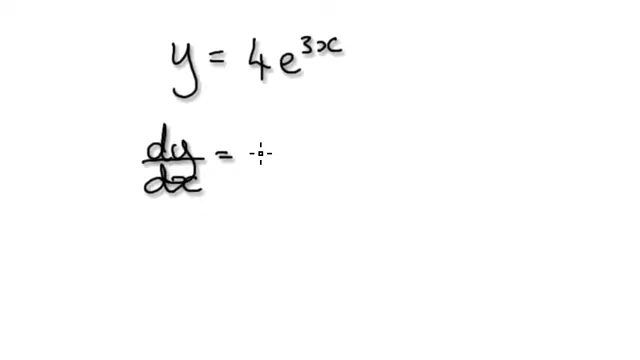 y = 4e^{3x}
dy/dx =